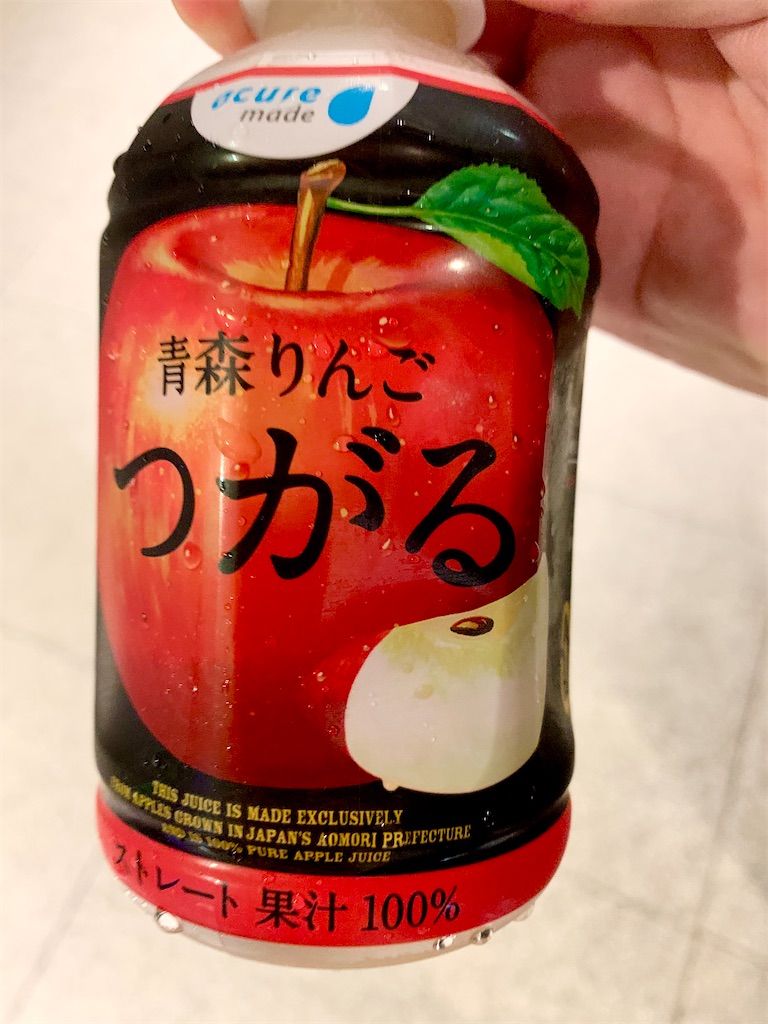 acure
made
青森りんご
つがる
THIS JUICE IS MADE EXCLUSIVELY
FROM APPLES GROWN IN JAPAN'S AOMORI PREFECTURE
AND IS 100% PURE APPLE JUICE
ストレート 果汁 100%